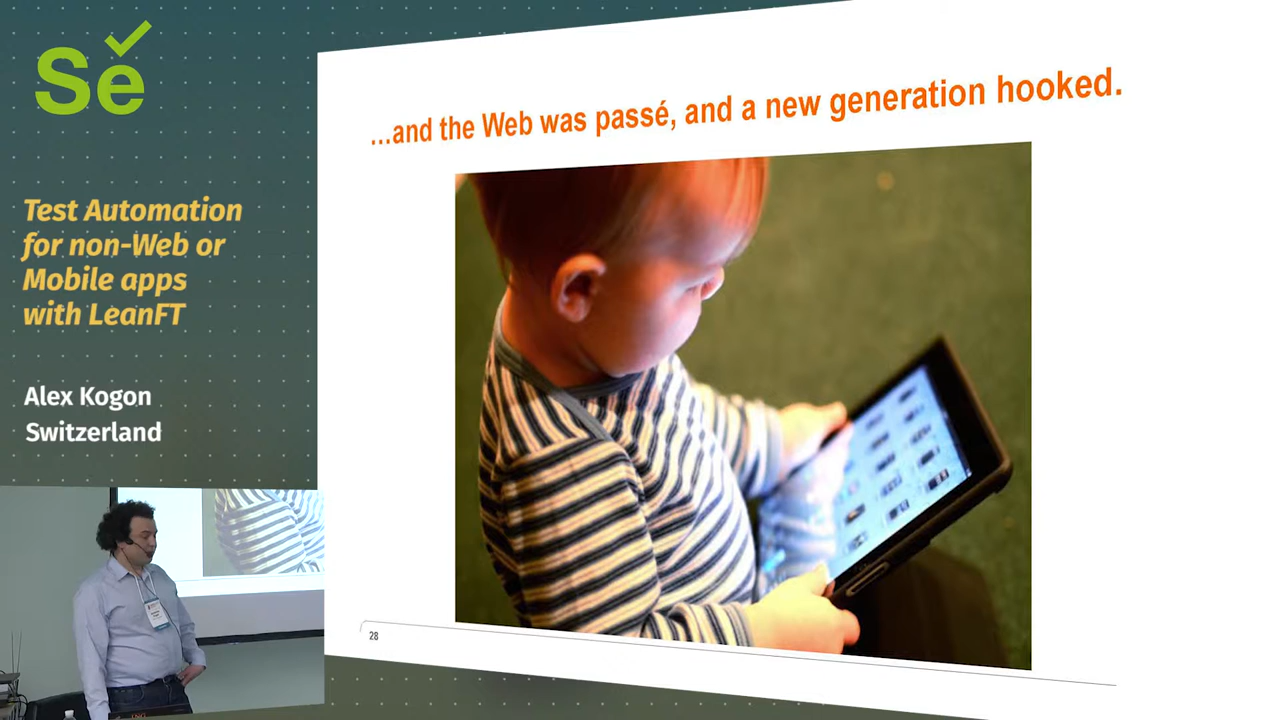 Se
Test Automation
for non-Web or
Mobile apps
with LeanFT
Alex Kogon
Switzerland
...and the Web was passé, and a new generation hooked.
28